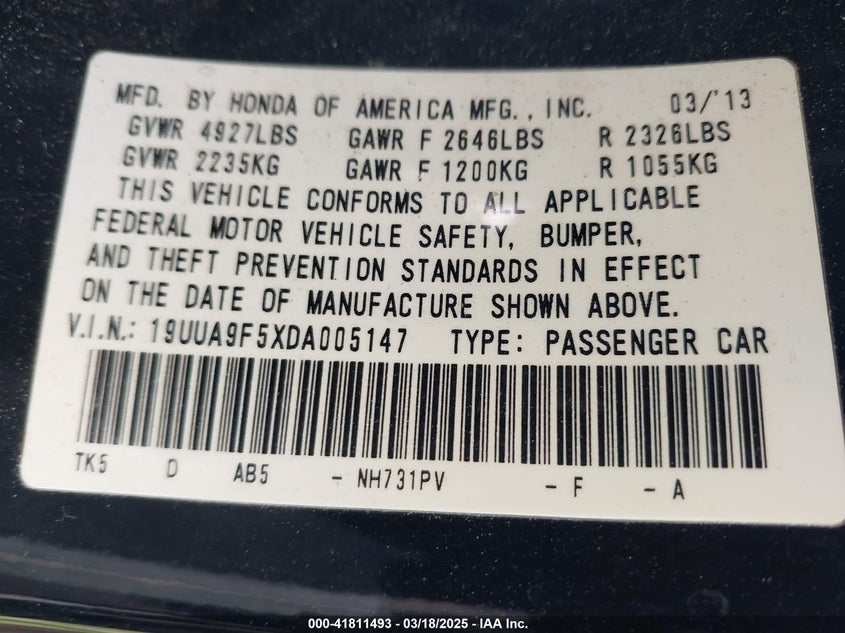 MFD. BY HONDA OF AMERICA MFG., INC. 03/'13
GVWR 4927LBS GAWR F 2646LBS R 2326LBS
GVWR 2235KG GAWR F 1200KG R 1055KG
THIS VEHICLE CONFORMS TO ALL APPLICABLE
FEDERAL MOTOR VEHICLE SAFETY, BUMPER,
AND THEFT PREVENTION STANDARDS IN EFFECT
ON THE DATE OF MANUFACTURE SHOWN ABOVE.
V.I.N.: 19UUA9F5XDA005147 TYPE: PASSENGER CAR
TK5 D AB5 - NH731PV - F - A
000-41811493 / 03/18/2025 - IAA Inc.